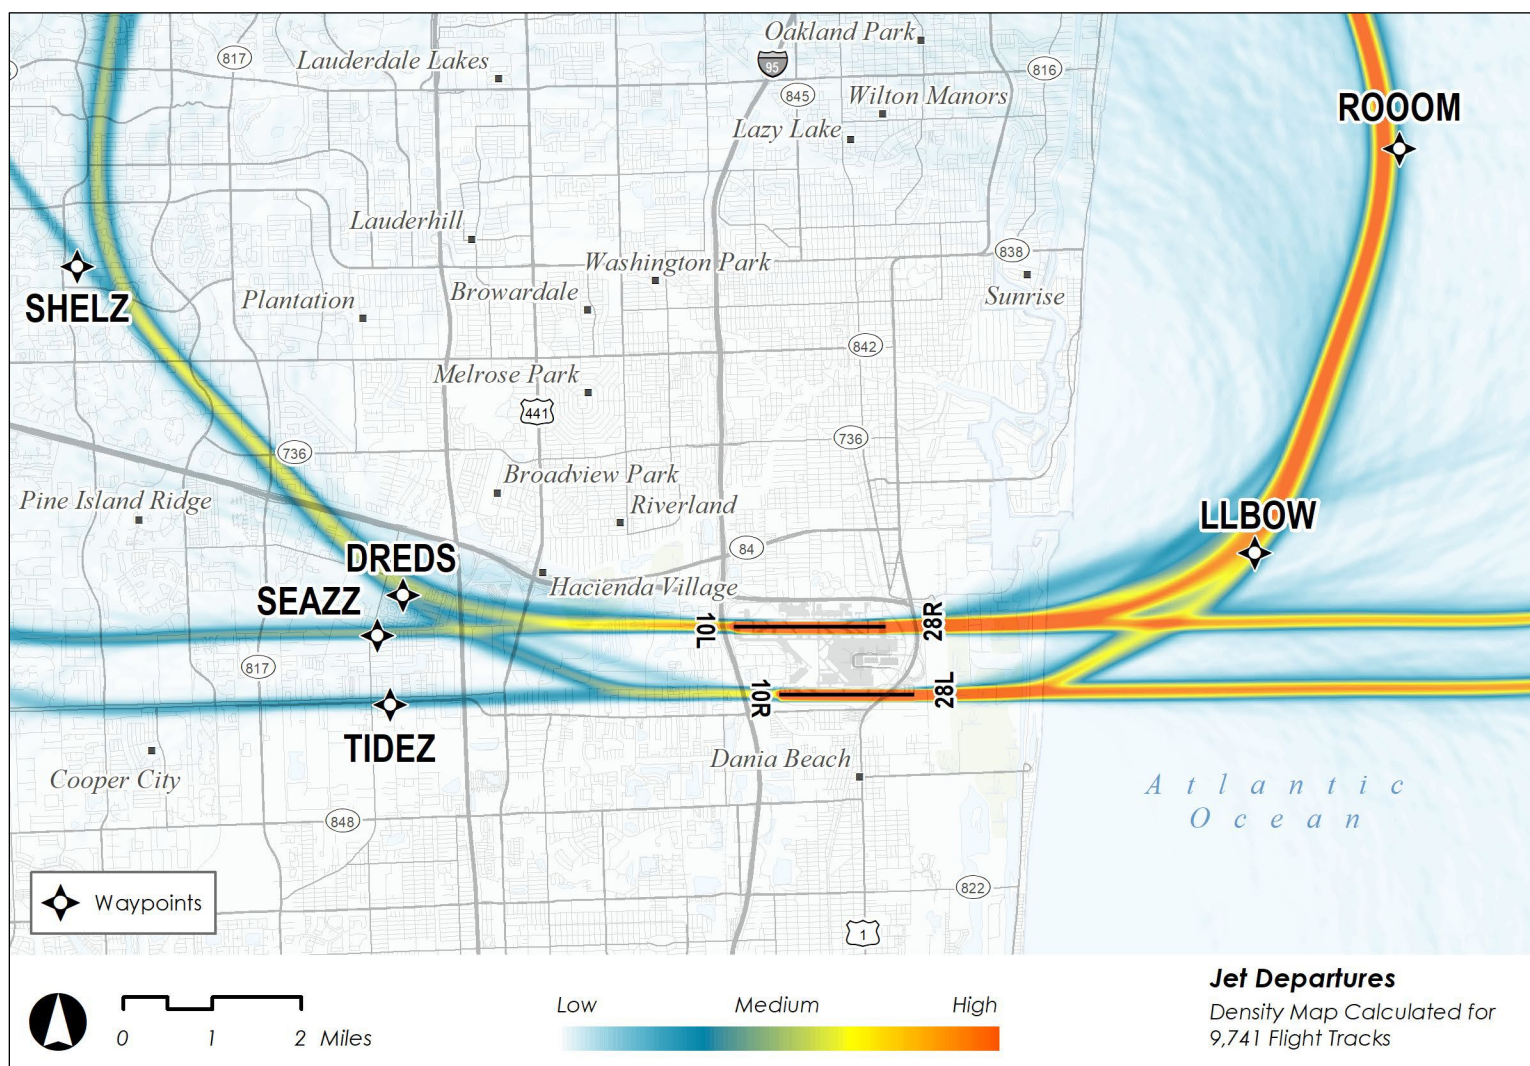 Oakland Park
817
Lauderdale Lakes
95
816
845
Wilton Manors
ROOOM
Lazy Lake
Lauderhill
838
Washington Park
SHELZ
Plantation
Browardale
Sunrise
842
Melrose Park
441
736
736
Broadview Park
Pine Island Ridge
Riverland
LLBOW
84
DREDS
Hacienda Village
SEAZZ
10L
28R
817
10R
28L
TIDEZ
Dania Beach
Cooper City
Atlantic
Ocean
848
822
Waypoints
1
Jet Departures
Low Medium High
Density Map Calculated for
9,741 Flight Tracks
0 1 2 Miles